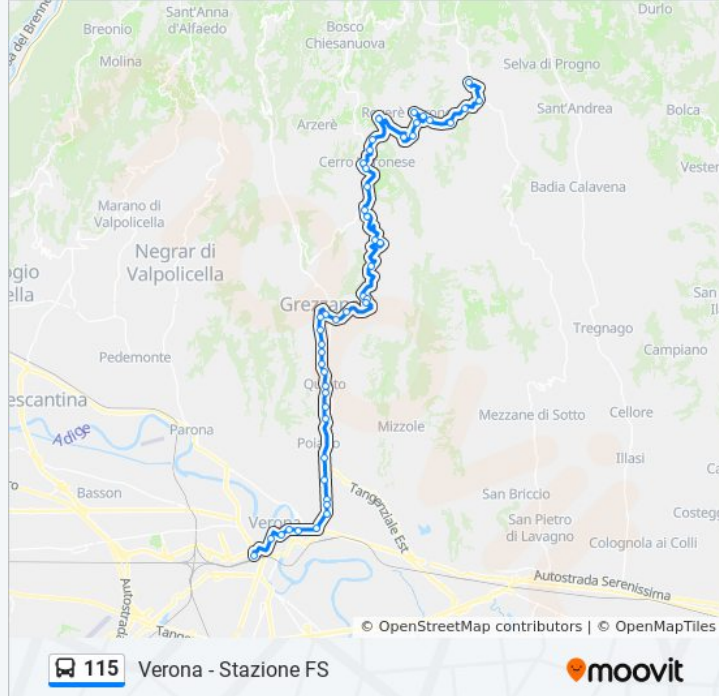 Durlo
Sant'Anna
d'Alfaedo
Breonio
Bosco
Chiesanuova
Molina
Selva di Progno
Sant'Andrea
Bolca
Arzerè
Cerro
Badia Calavena
Marano di
Valpolicella
Negrar di
Valpolicella
Tregnago
Campiano
Pedemonte
escantina
Adige
Parona
Mizzole
Mezzane di Sotto
Cellore
Illasi
Basson
Tangenziale Est
San Briccio
San Pietro
di Lavagno
Colognola ai Colli
Verona
Autostrada Serenissima
© OpenStreetMap contributors | © OpenMapTiles
115 Verona - Stazione FS
moovit